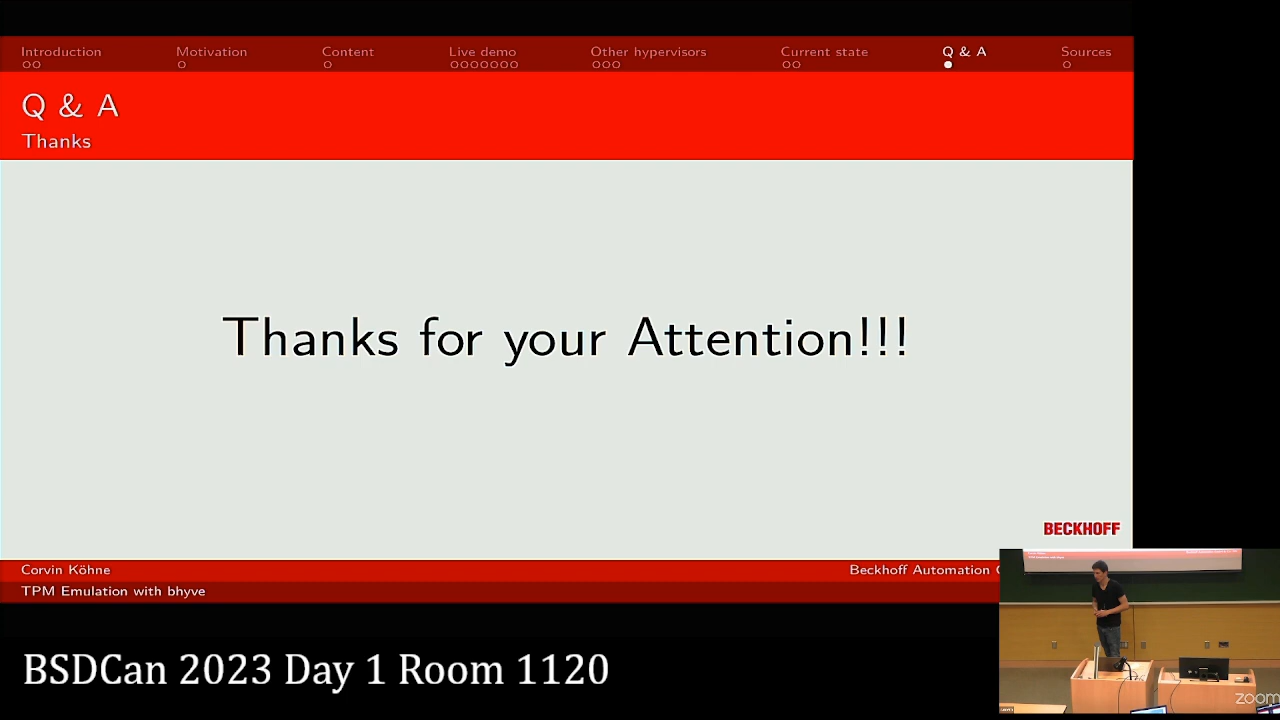 Introduction
Motivation
Content
Live demo
Other hypervisors
Current state
Q & A
Sources
Q & A
Thanks
Thanks for your Attention!!!
BECKHOFF
Corvin Köhne
Beckhoff Automation
TPM Emulation with bhyve
BSDCan 2023 Day 1 Room 1120
zoom